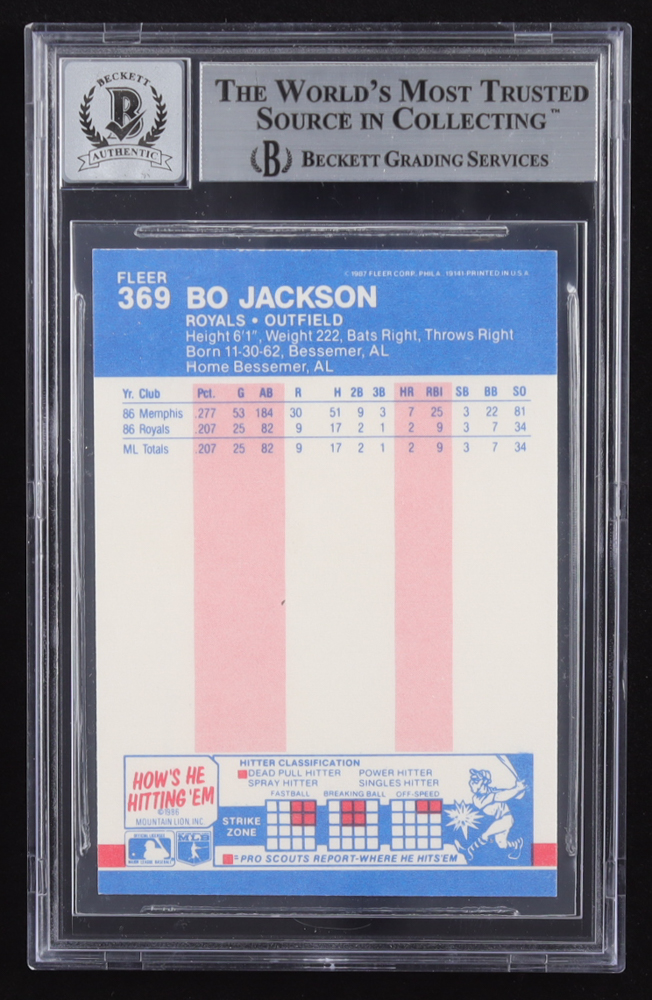 BECKETT
B
AUTHENTIC
THE WORLD'S MOST TRUSTED
SOURCE IN COLLECTING™
B BECKETT GRADING SERVICES
FLEER
369 BO JACKSON
© 1987 FLEER CORP. PHILA. 19141-PRINTED IN U.S.A.
ROYALS • OUTFIELD
Height 6'1", Weight 222, Bats Right, Throws Right
Born 11-30-62, Bessemer, AL
Home Bessemer, AL
Yr. Club Pct. G AB R H 2B 3B HR RBI SB BB SO
86 Memphis .277 53 184 30 51 9 3 7 25 3 22 81
86 Royals .207 25 82 9 17 2 1 2 9 3 7 34
ML Totals .207 25 82 9 17 2 1 2 9 3 7 34
HOW'S HE
HITTING 'EM
©1986
MOUNTAIN LION, INC.
HITTER CLASSIFICATION
DEAD PULL HITTER POWER HITTER
SPRAY HITTER SINGLES HITTER
FASTBALL BREAKING BALL OFF-SPEED
STRIKE
ZONE
= PRO SCOUTS REPORT-WHERE HE HITS'EM
MLB